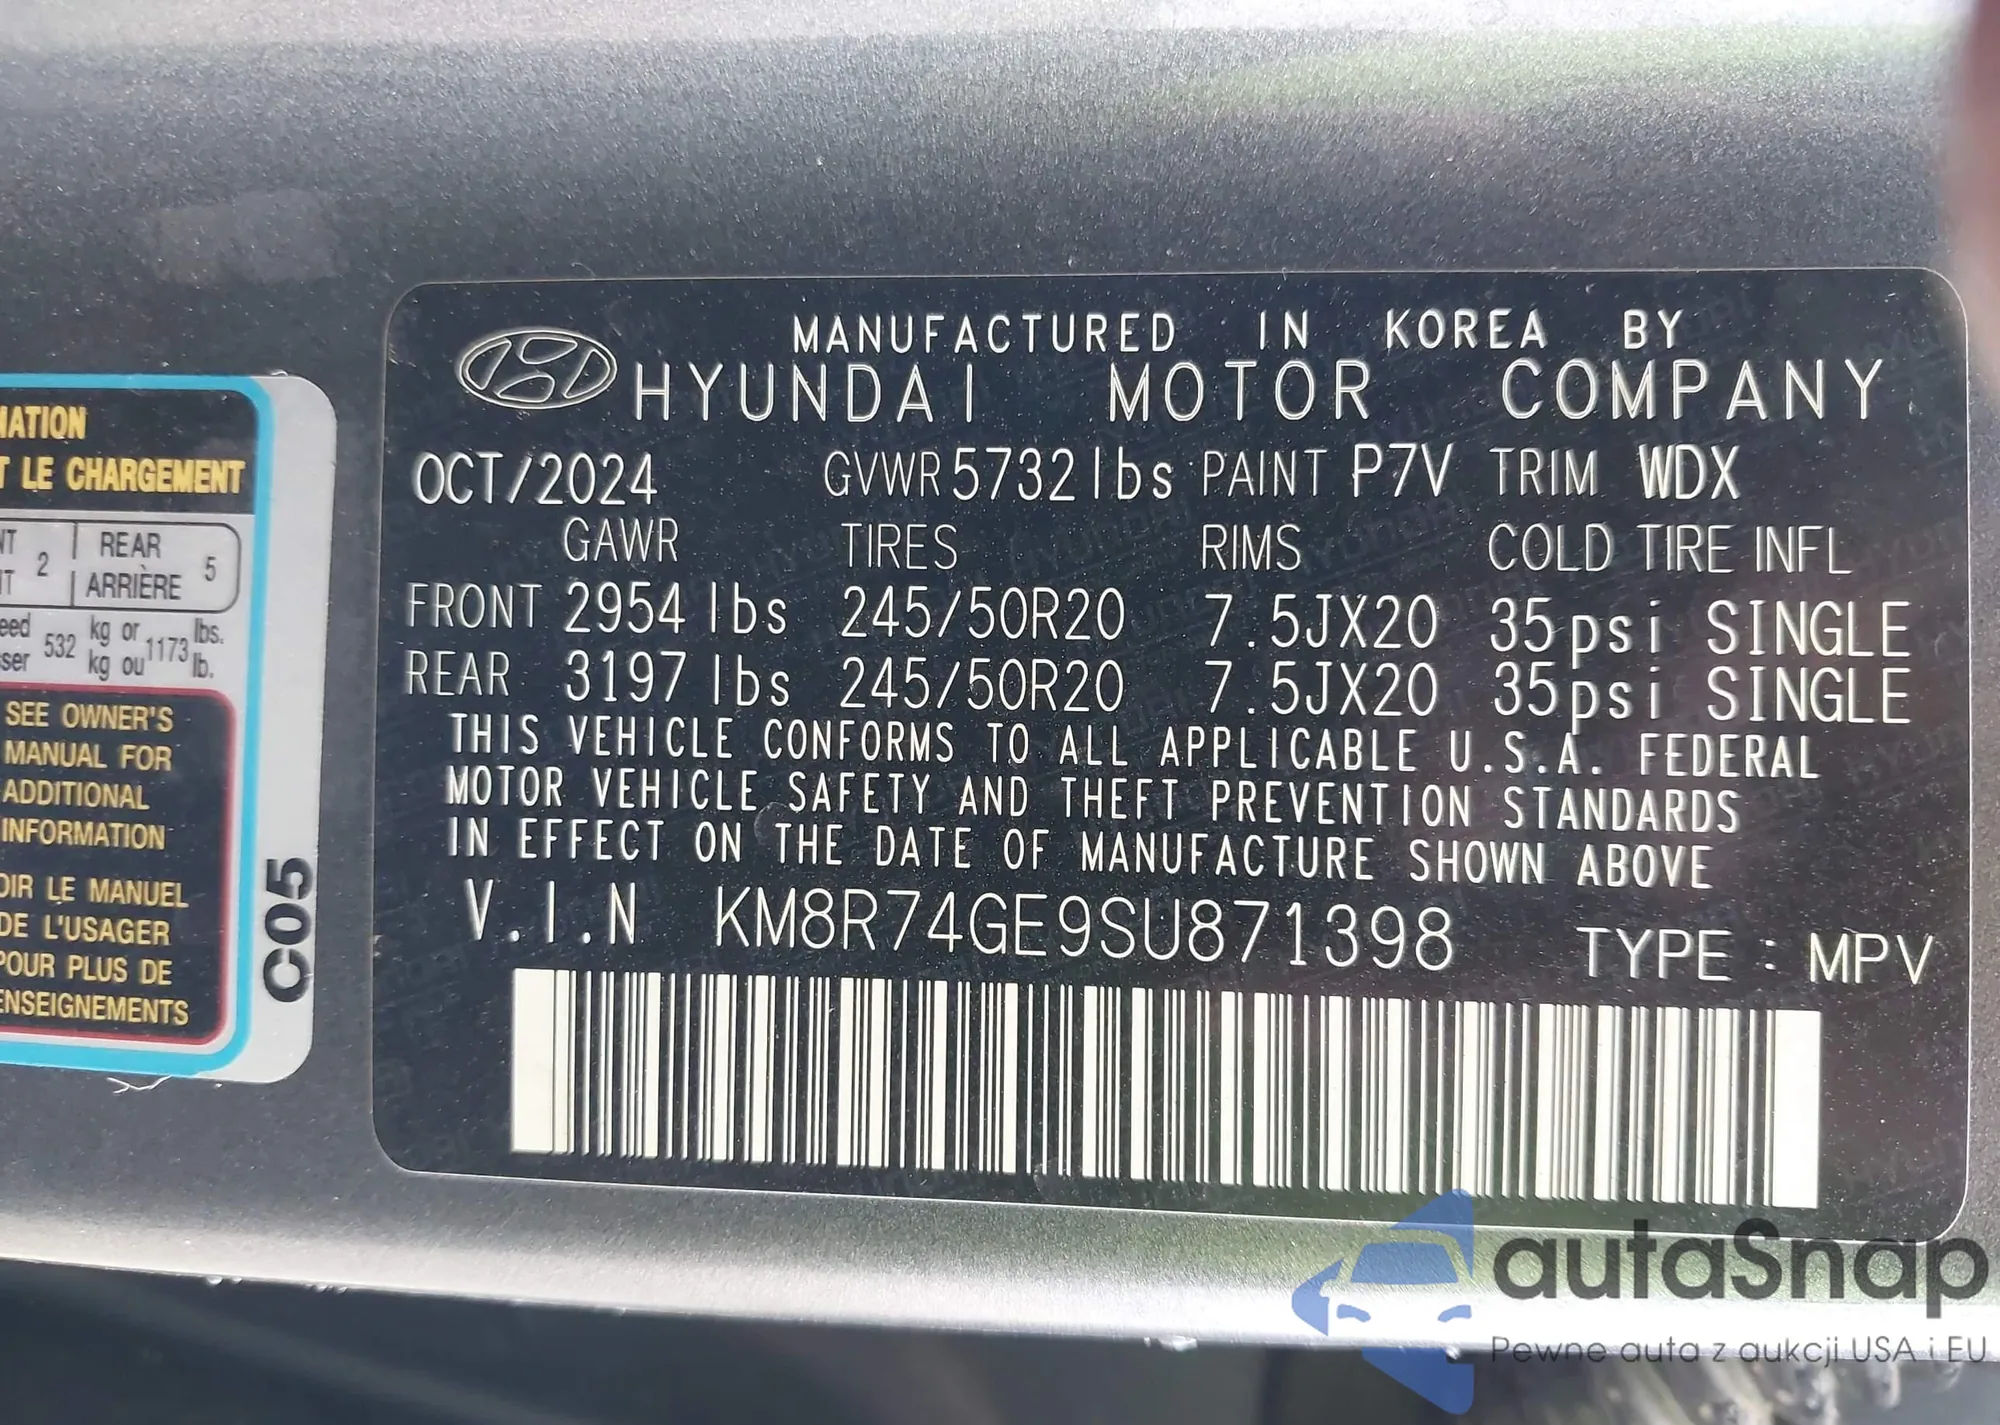 MANUFACTURED IN KOREA BY
HYUNDAI MOTOR COMPANY
OCT/2024 GVWR 5732 lbs PAINT P7V TRIM WDX
GAWR TIRES RIMS COLD TIRE INFL
FRONT 2954 lbs 245/50R20 7.5JX20 35psi SINGLE
REAR 3197 lbs 245/50R20 7.5JX20 35psi SINGLE
THIS VEHICLE CONFORMS TO ALL APPLICABLE U.S.A. FEDERAL
MOTOR VEHICLE SAFETY AND THEFT PREVENTION STANDARDS
IN EFFECT ON THE DATE OF MANUFACTURE SHOWN ABOVE
V.I.N KM8R74GE9SU871398 TYPE : MPV
LE CHARGEMENT
2 REAR 5
ARRIÈRE
532 kg or 1173 lbs.
kg ou lb.
SEE OWNER'S
MANUAL FOR
ADDITIONAL
INFORMATION
LE MANUEL
DE L'USAGER
POUR PLUS DE
C05
autaSnap
Pewne auta z aukcji USA i EU